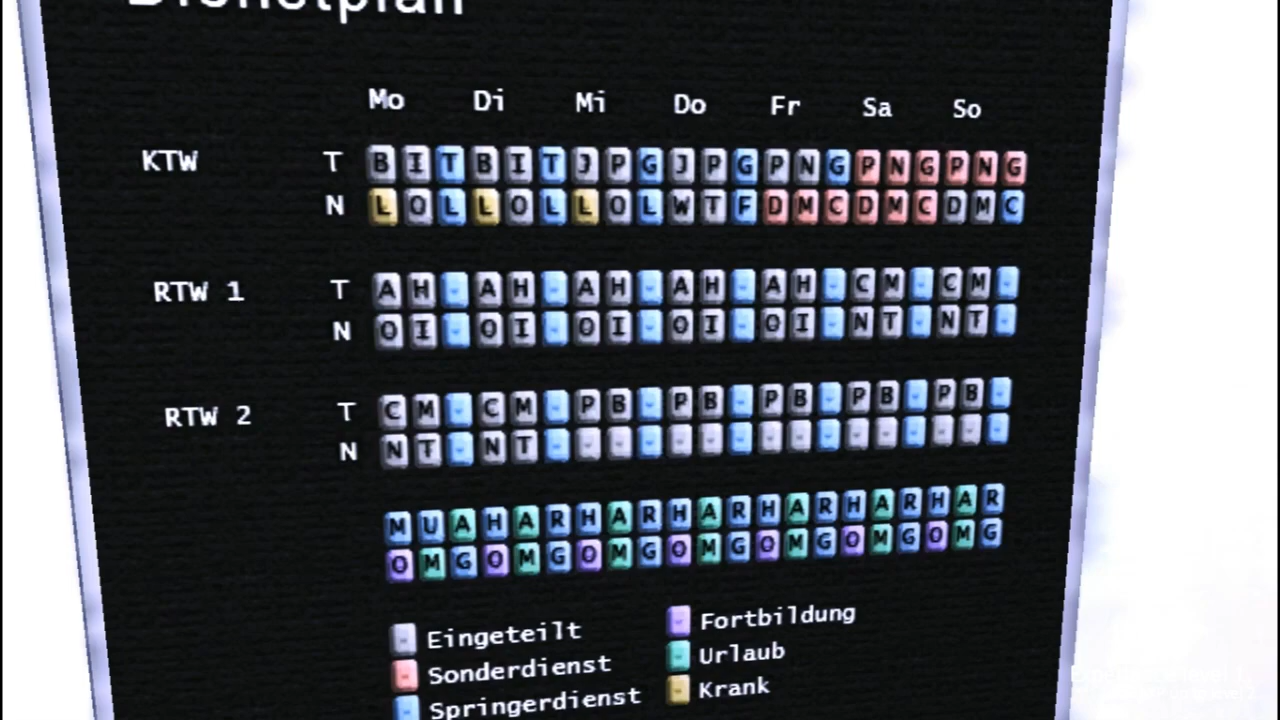 Dienstplan
Mo Di Mi Do Fr Sa So
KTW T B I T B I T J P G J P G P N G P N G P N G
N L O L L O L L O L W T F D M C D M C D M C
RTW 1 T A H - A H - A H - A H - A H - C M - C M -
N O I - O I - O I - O I - O I - N T - N T -
RTW 2 T C M - C M - P B - P B - P B - P B - P B -
N N T - N T - - - - - - - - - - - - - - - -
M U A H A R H A R H A R H A R H A R H A R
O M G O M G O M G O M G O M G O M G O M G
- Eingeteilt - Fortbildung
- Sonderdienst - Urlaub
- Springerdienst - Krank